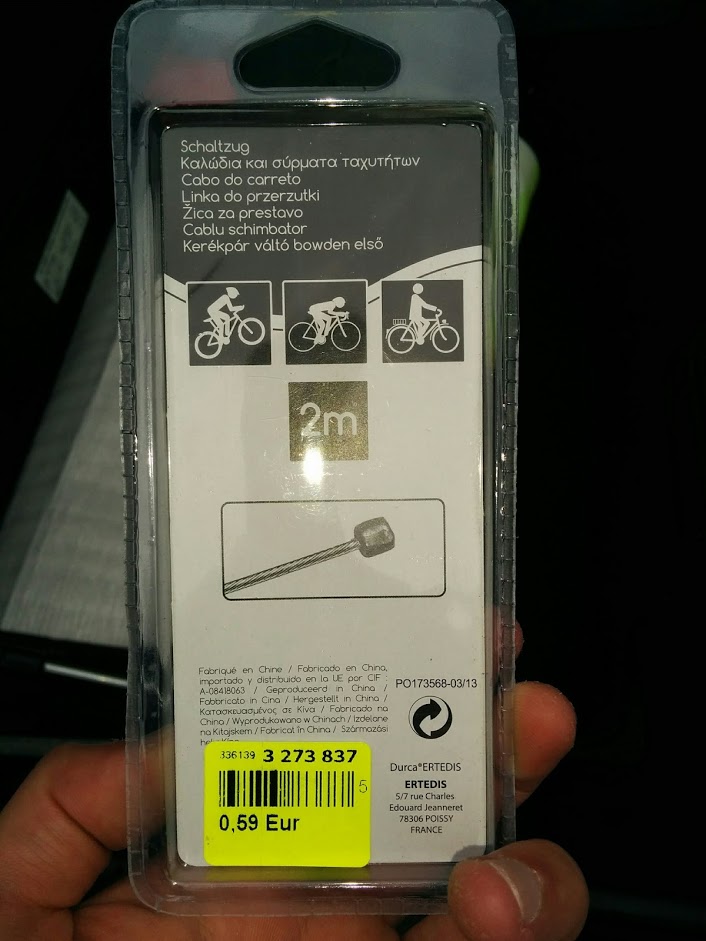 Schaltzug
Καλώδια και σύρματα ταχυτήτων
Cabo do carreto
Linka do przerzutki
Žica za prestavo
Cablu schimbator
Kerékpár váltó bowden első
2m
Fabriqué en Chine / Fabricado en China,
importado y distribuido en la UE por CIF :
A-08418063 / Geproduceerd in China /
Fabbricato in Cina / Hergestellt in China /
Κατασκευασμένος σε Κίνα / Fabricado na
China / Wyprodukowano w Chinach / Izdelane
na Kitajskem / Fabricat în China / Származási
PO173568-03/13
336139 3 273 837
5
0,59 Eur
Durca®ERTEDIS
ERTEDIS
5/7 rue Charles
Edouard Jeanneret
78306 POISSY
FRANCE